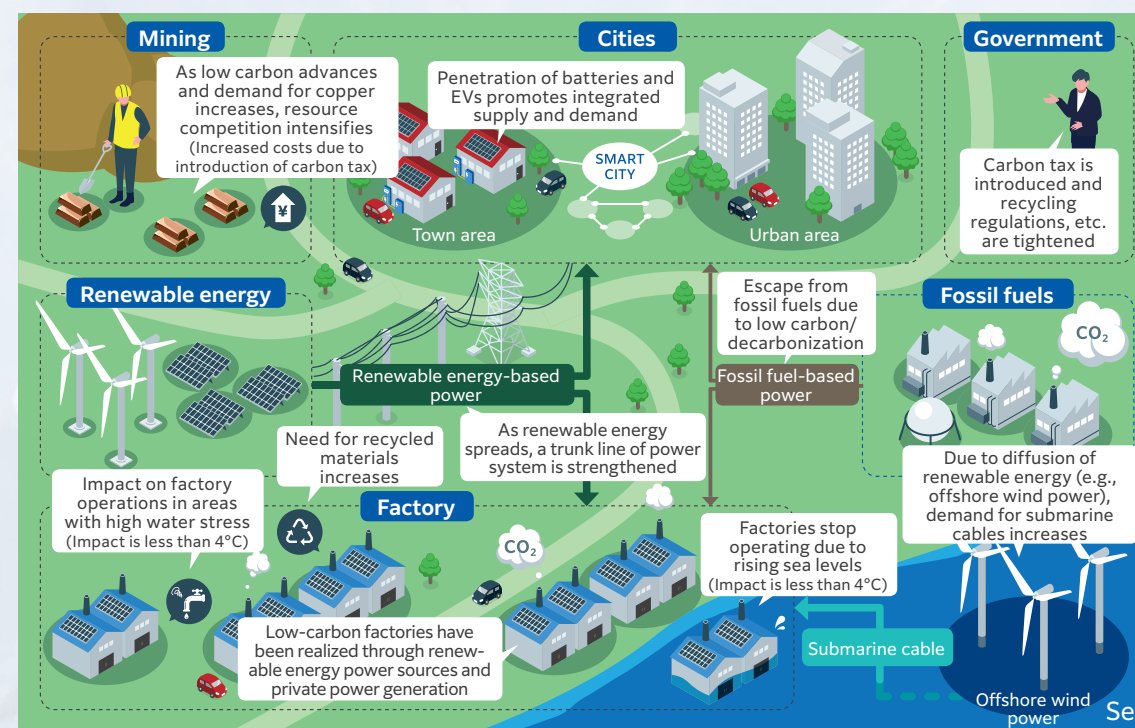 Mining
As low carbon advances
and demand for copper
increases, resource
competition intensifies
(Increased costs due to
introduction of carbon tax)
¥
Cities
Penetration of batteries and
EVs promotes integrated
supply and demand
SMART
CITY
Town area
Urban area
Government
Carbon tax is
introduced and
recycling
regulations, etc.
are tightened
Renewable energy
Renewable energy-based
power
As renewable energy
spreads, a trunk line of power
system is strengthened
Escape from
fossil fuels due
to low carbon/
decarbonization
Fossil fuel-based
power
Fossil fuels
CO₂
Need for recycled
materials
increases
Impact on factory
operations in areas
with high water stress
(Impact is less than 4°C)
Factory
CO₂
Low-carbon factories have
been realized through renew-
able energy power sources and
private power generation
Factories stop
operating due to
rising sea levels
(Impact is less than 4°C)
Due to diffusion of
renewable energy (e.g.,
offshore wind power),
demand for submarine
cables increases
Submarine cable
Offshore wind
power
Se